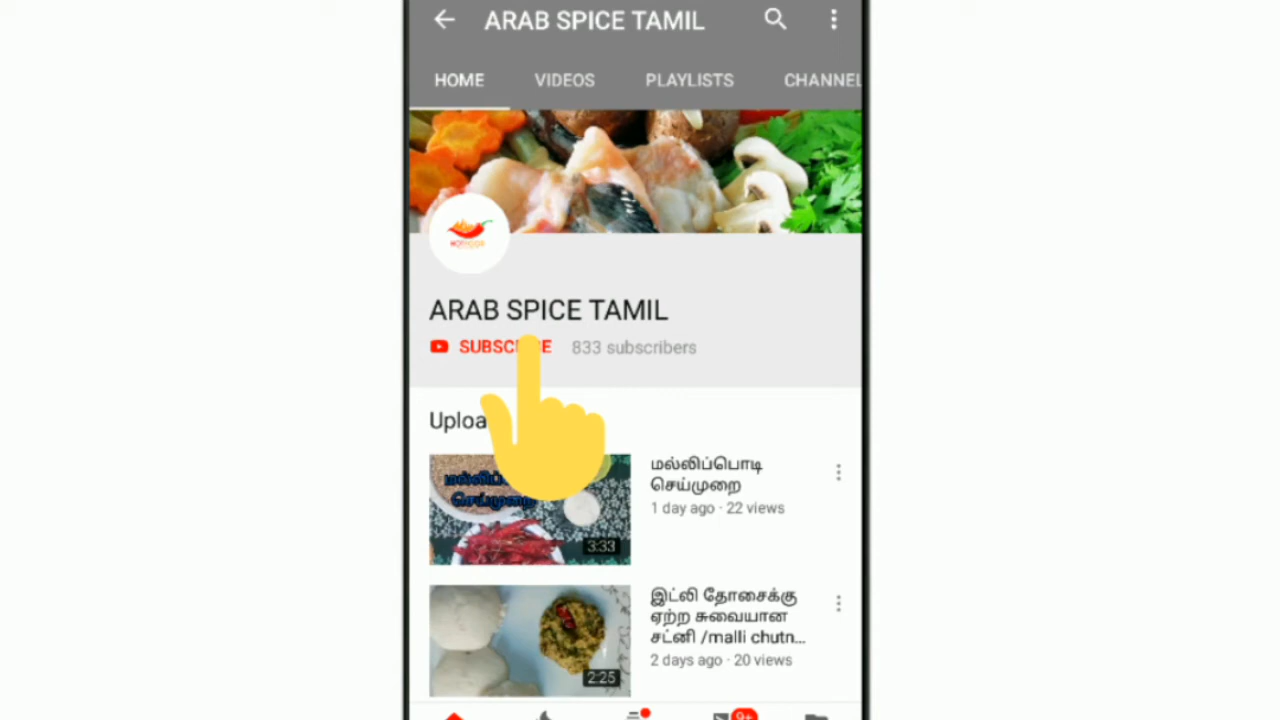 ARAB SPICE TAMIL
HOME VIDEOS PLAYLISTS CHANNEL
ARAB SPICE TAMIL
833 subscribers
மல்லிப்பொடி
செய்முறை
1 day ago · 22 views
3:33
இட்லி தோசைக்கு
ஏற்ற சுவையான
சட்னி /malli chutn...
2 days ago · 20 views
2:25
9+